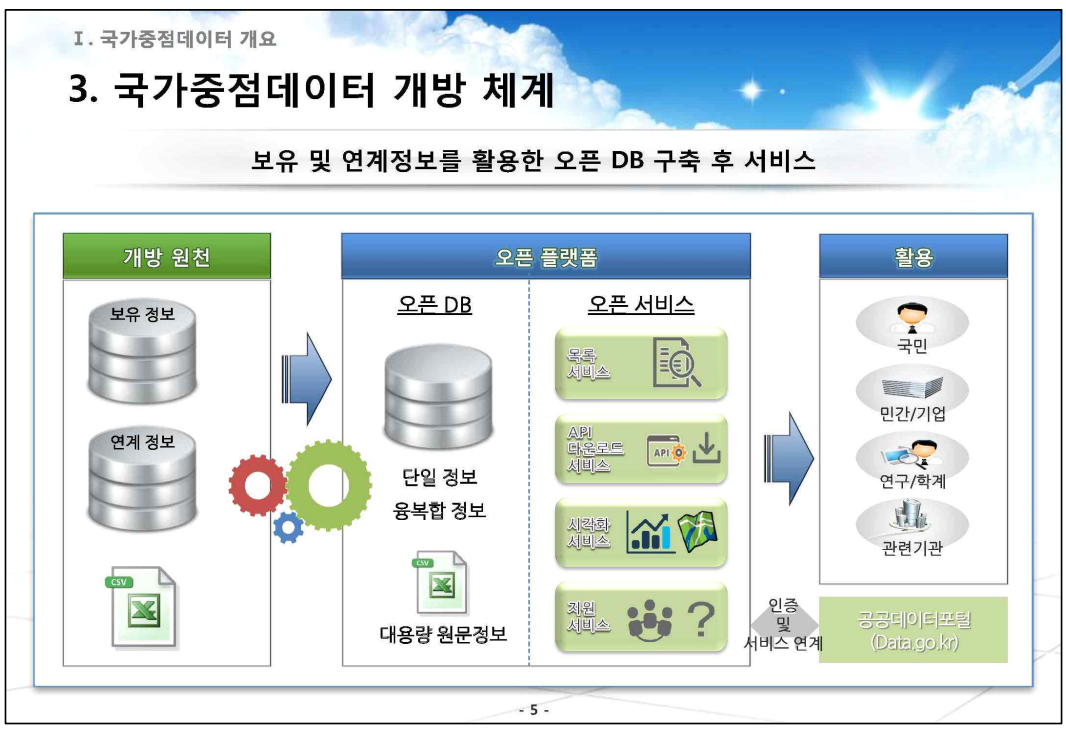 Ⅰ. 국가중점데이터 개요
3. 국가중점데이터 개방 체계
보유 및 연계정보를 활용한 오픈 DB 구축 후 서비스
개방 원천
보유 정보
연계 정보
CSV
오픈 플랫폼
오픈 DB
단일 정보
융복합 정보
CSV
대용량 원문정보
오픈 서비스
목록
서비스
API
다운로드
서비스
API
시각화
서비스
지원
서비스
?
활용
국민
민간/기업
연구/학계
관련기관
인증
및
서비스 연계
공공데이터포털
(Data.go.kr)
- 5 -